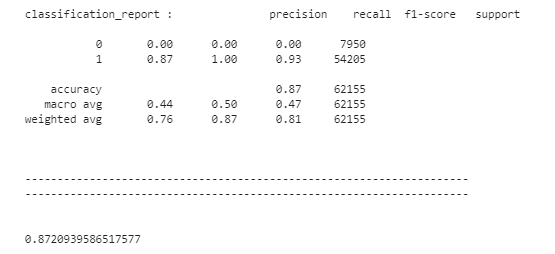 classification_report : precision recall f1-score support
0 0.00 0.00 0.00 7950
1 0.87 1.00 0.93 54205
accuracy 0.87 62155
macro avg 0.44 0.50 0.47 62155
weighted avg 0.76 0.87 0.81 62155
--------------------------------------------------------------------
--------------------------------------------------------------------
0.8720939586517577